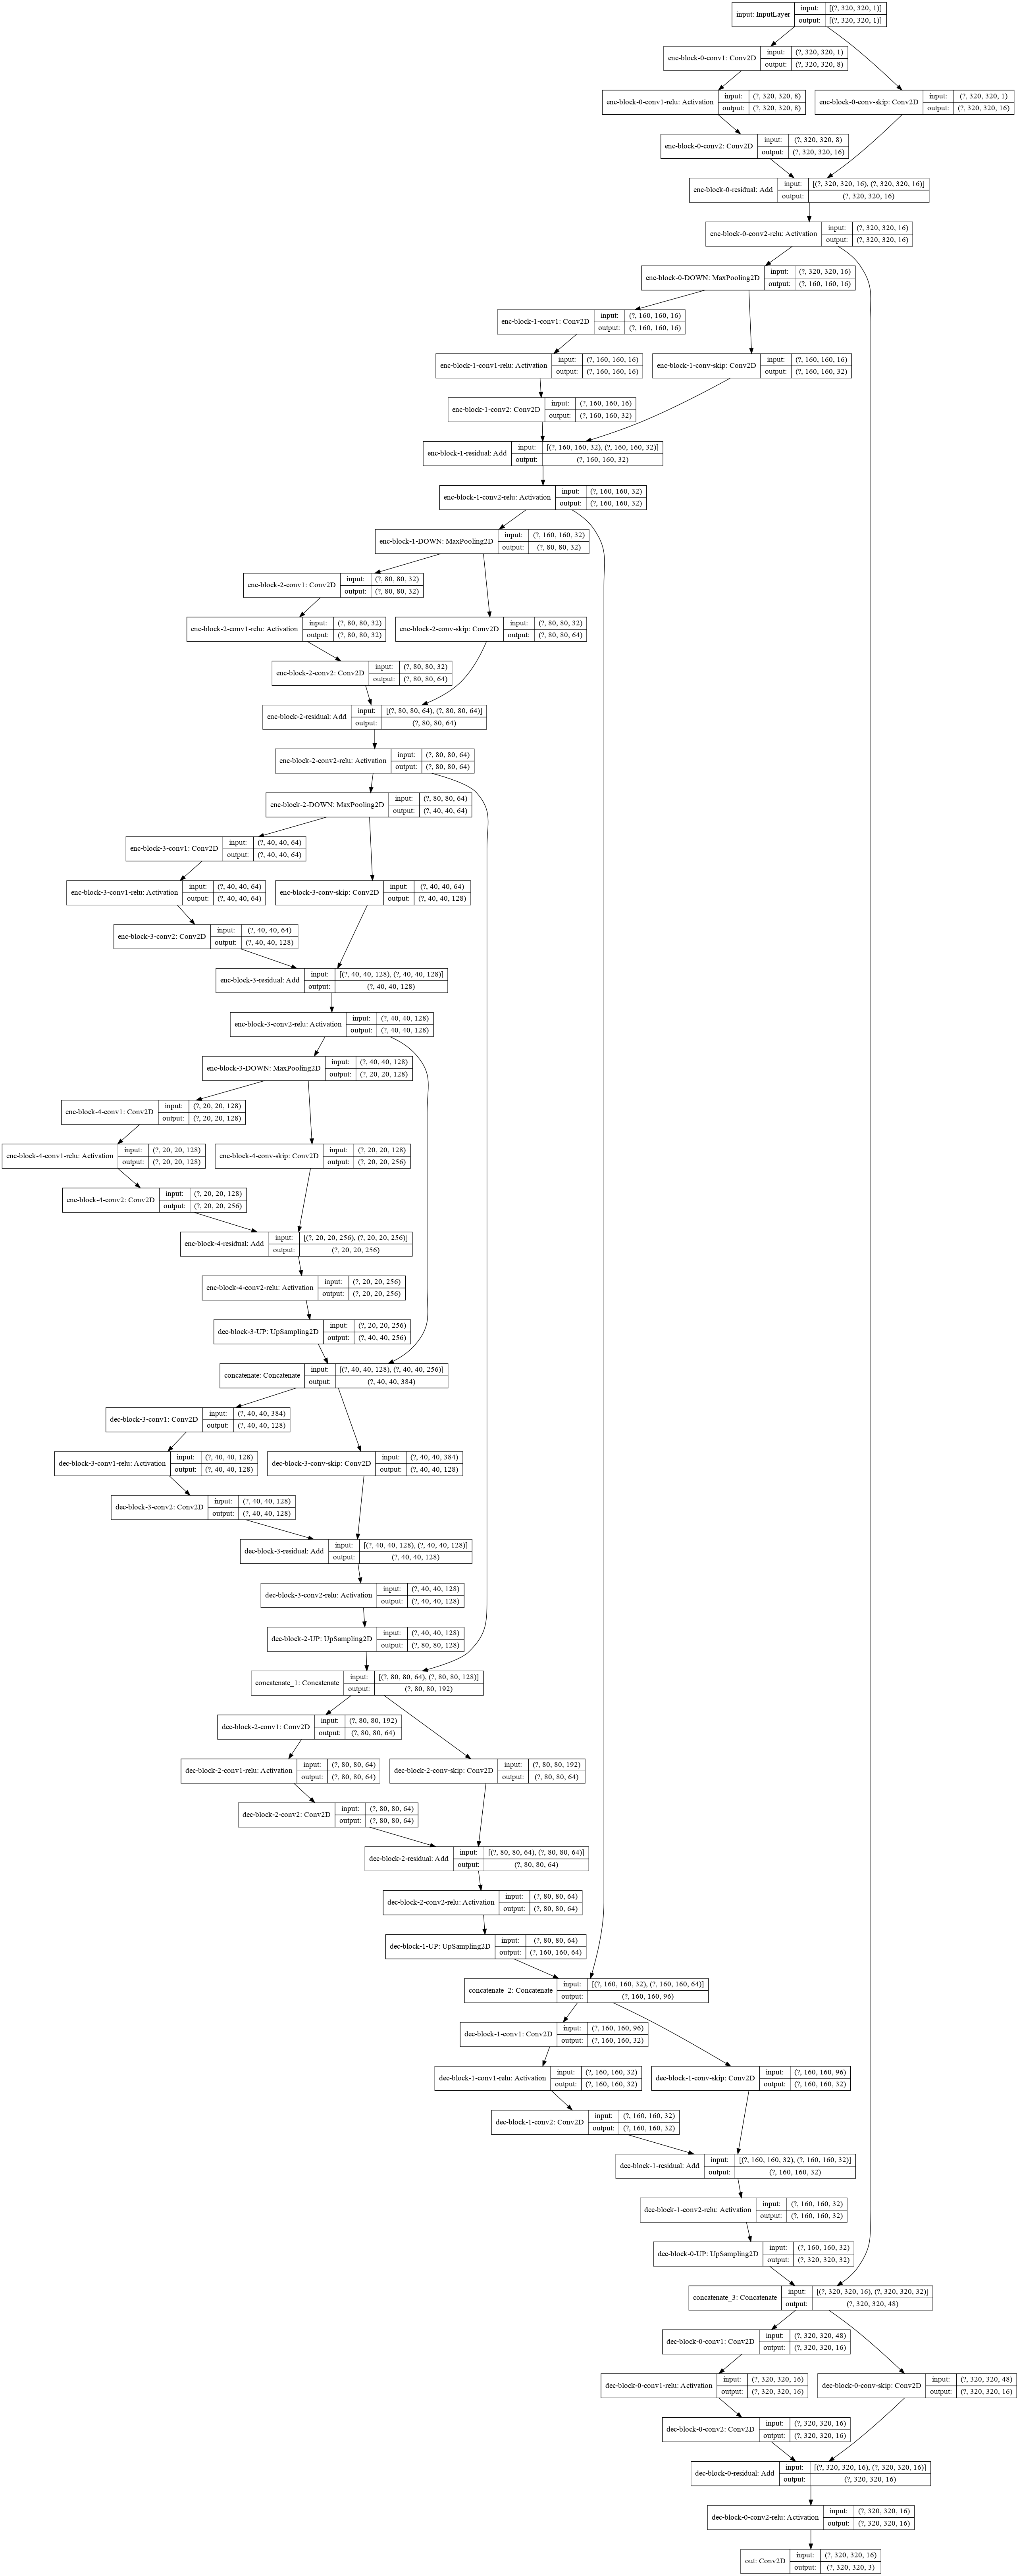 input: InputLayer input: [(?, 320, 320, 1)]
output: [(?, 320, 320, 1)]
enc-block-0-conv1: Conv2D input: (?, 320, 320, 1)
output: (?, 320, 320, 8)
enc-block-0-conv1-relu: Activation input: (?, 320, 320, 8)
output: (?, 320, 320, 8)
enc-block-0-conv-skip: Conv2D input: (?, 320, 320, 1)
output: (?, 320, 320, 16)
enc-block-0-conv2: Conv2D input: (?, 320, 320, 8)
output: (?, 320, 320, 16)
enc-block-0-residual: Add input: [(?, 320, 320, 16), (?, 320, 320, 16)]
output: (?, 320, 320, 16)
enc-block-0-conv2-relu: Activation input: (?, 320, 320, 16)
output: (?, 320, 320, 16)
enc-block-0-DOWN: MaxPooling2D input: (?, 320, 320, 16)
output: (?, 160, 160, 16)
enc-block-1-conv1: Conv2D input: (?, 160, 160, 16)
output: (?, 160, 160, 16)
enc-block-1-conv1-relu: Activation input: (?, 160, 160, 16)
output: (?, 160, 160, 16)
enc-block-1-conv-skip: Conv2D input: (?, 160, 160, 16)
output: (?, 160, 160, 32)
enc-block-1-conv2: Conv2D input: (?, 160, 160, 16)
output: (?, 160, 160, 32)
enc-block-1-residual: Add input: [(?, 160, 160, 32), (?, 160, 160, 32)]
output: (?, 160, 160, 32)
enc-block-1-conv2-relu: Activation input: (?, 160, 160, 32)
output: (?, 160, 160, 32)
enc-block-1-DOWN: MaxPooling2D input: (?, 160, 160, 32)
output: (?, 80, 80, 32)
enc-block-2-conv1: Conv2D input: (?, 80, 80, 32)
output: (?, 80, 80, 32)
enc-block-2-conv1-relu: Activation input: (?, 80, 80, 32)
output: (?, 80, 80, 32)
enc-block-2-conv-skip: Conv2D input: (?, 80, 80, 32)
output: (?, 80, 80, 64)
enc-block-2-conv2: Conv2D input: (?, 80, 80, 32)
output: (?, 80, 80, 64)
enc-block-2-residual: Add input: [(?, 80, 80, 64), (?, 80, 80, 64)]
output: (?, 80, 80, 64)
enc-block-2-conv2-relu: Activation input: (?, 80, 80, 64)
output: (?, 80, 80, 64)
enc-block-2-DOWN: MaxPooling2D input: (?, 80, 80, 64)
output: (?, 40, 40, 64)
enc-block-3-conv1: Conv2D input: (?, 40, 40, 64)
output: (?, 40, 40, 64)
enc-block-3-conv1-relu: Activation input: (?, 40, 40, 64)
output: (?, 40, 40, 64)
enc-block-3-conv-skip: Conv2D input: (?, 40, 40, 64)
output: (?, 40, 40, 128)
enc-block-3-conv2: Conv2D input: (?, 40, 40, 64)
output: (?, 40, 40, 128)
enc-block-3-residual: Add input: [(?, 40, 40, 128), (?, 40, 40, 128)]
output: (?, 40, 40, 128)
enc-block-3-conv2-relu: Activation input: (?, 40, 40, 128)
output: (?, 40, 40, 128)
enc-block-3-DOWN: MaxPooling2D input: (?, 40, 40, 128)
output: (?, 20, 20, 128)
enc-block-4-conv1: Conv2D input: (?, 20, 20, 128)
output: (?, 20, 20, 128)
enc-block-4-conv1-relu: Activation input: (?, 20, 20, 128)
output: (?, 20, 20, 128)
enc-block-4-conv-skip: Conv2D input: (?, 20, 20, 128)
output: (?, 20, 20, 256)
enc-block-4-conv2: Conv2D input: (?, 20, 20, 128)
output: (?, 20, 20, 256)
enc-block-4-residual: Add input: [(?, 20, 20, 256), (?, 20, 20, 256)]
output: (?, 20, 20, 256)
enc-block-4-conv2-relu: Activation input: (?, 20, 20, 256)
output: (?, 20, 20, 256)
dec-block-3-UP: UpSampling2D input: (?, 20, 20, 256)
output: (?, 40, 40, 256)
concatenate: Concatenate input: [(?, 40, 40, 128), (?, 40, 40, 256)]
output: (?, 40, 40, 384)
dec-block-3-conv1: Conv2D input: (?, 40, 40, 384)
output: (?, 40, 40, 128)
dec-block-3-conv1-relu: Activation input: (?, 40, 40, 128)
output: (?, 40, 40, 128)
dec-block-3-conv-skip: Conv2D input: (?, 40, 40, 384)
output: (?, 40, 40, 128)
dec-block-3-conv2: Conv2D input: (?, 40, 40, 128)
output: (?, 40, 40, 128)
dec-block-3-residual: Add input: [(?, 40, 40, 128), (?, 40, 40, 128)]
output: (?, 40, 40, 128)
dec-block-3-conv2-relu: Activation input: (?, 40, 40, 128)
output: (?, 40, 40, 128)
dec-block-2-UP: UpSampling2D input: (?, 40, 40, 128)
output: (?, 80, 80, 128)
concatenate_1: Concatenate input: [(?, 80, 80, 64), (?, 80, 80, 128)]
output: (?, 80, 80, 192)
dec-block-2-conv1: Conv2D input: (?, 80, 80, 192)
output: (?, 80, 80, 64)
dec-block-2-conv1-relu: Activation input: (?, 80, 80, 64)
output: (?, 80, 80, 64)
dec-block-2-conv-skip: Conv2D input: (?, 80, 80, 192)
output: (?, 80, 80, 64)
dec-block-2-conv2: Conv2D input: (?, 80, 80, 64)
output: (?, 80, 80, 64)
dec-block-2-residual: Add input: [(?, 80, 80, 64), (?, 80, 80, 64)]
output: (?, 80, 80, 64)
dec-block-2-conv2-relu: Activation input: (?, 80, 80, 64)
output: (?, 80, 80, 64)
dec-block-1-UP: UpSampling2D input: (?, 80, 80, 64)
output: (?, 160, 160, 64)
concatenate_2: Concatenate input: [(?, 160, 160, 32), (?, 160, 160, 64)]
output: (?, 160, 160, 96)
dec-block-1-conv1: Conv2D input: (?, 160, 160, 96)
output: (?, 160, 160, 32)
dec-block-1-conv1-relu: Activation input: (?, 160, 160, 32)
output: (?, 160, 160, 32)
dec-block-1-conv-skip: Conv2D input: (?, 160, 160, 96)
output: (?, 160, 160, 32)
dec-block-1-conv2: Conv2D input: (?, 160, 160, 32)
output: (?, 160, 160, 32)
dec-block-1-residual: Add input: [(?, 160, 160, 32), (?, 160, 160, 32)]
output: (?, 160, 160, 32)
dec-block-1-conv2-relu: Activation input: (?, 160, 160, 32)
output: (?, 160, 160, 32)
dec-block-0-UP: UpSampling2D input: (?, 160, 160, 32)
output: (?, 320, 320, 32)
concatenate_3: Concatenate input: [(?, 320, 320, 16), (?, 320, 320, 32)]
output: (?, 320, 320, 48)
dec-block-0-conv1: Conv2D input: (?, 320, 320, 48)
output: (?, 320, 320, 16)
dec-block-0-conv1-relu: Activation input: (?, 320, 320, 16)
output: (?, 320, 320, 16)
dec-block-0-conv-skip: Conv2D input: (?, 320, 320, 48)
output: (?, 320, 320, 16)
dec-block-0-conv2: Conv2D input: (?, 320, 320, 16)
output: (?, 320, 320, 16)
dec-block-0-residual: Add input: [(?, 320, 320, 16), (?, 320, 320, 16)]
output: (?, 320, 320, 16)
dec-block-0-conv2-relu: Activation input: (?, 320, 320, 16)
output: (?, 320, 320, 16)
out: Conv2D input: (?, 320, 320, 16)
output: (?, 320, 320, 3)